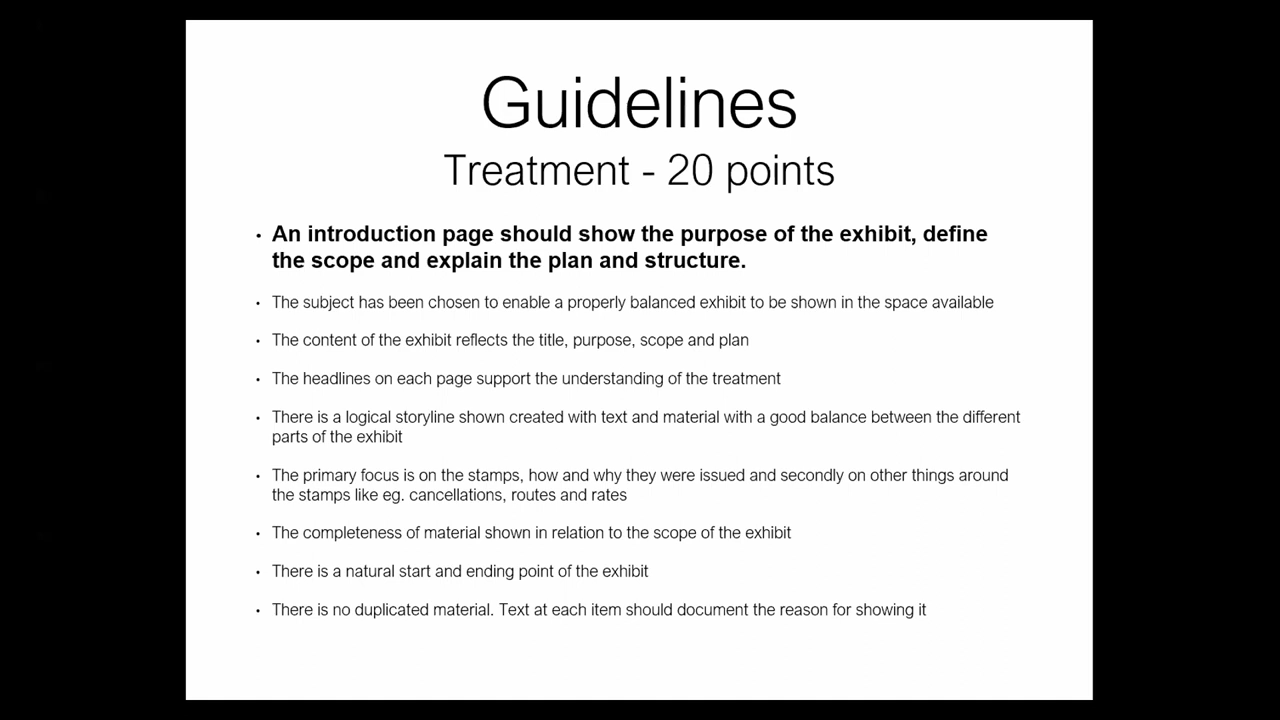 Guidelines
Treatment - 20 points
• An introduction page should show the purpose of the exhibit, define
the scope and explain the plan and structure.
• The subject has been chosen to enable a properly balanced exhibit to be shown in the space available
• The content of the exhibit reflects the title, purpose, scope and plan
• The headlines on each page support the understanding of the treatment
• There is a logical storyline shown created with text and material with a good balance between the different
parts of the exhibit
• The primary focus is on the stamps, how and why they were issued and secondly on other things around
the stamps like eg. cancellations, routes and rates
• The completeness of material shown in relation to the scope of the exhibit
• There is a natural start and ending point of the exhibit
• There is no duplicated material. Text at each item should document the reason for showing it